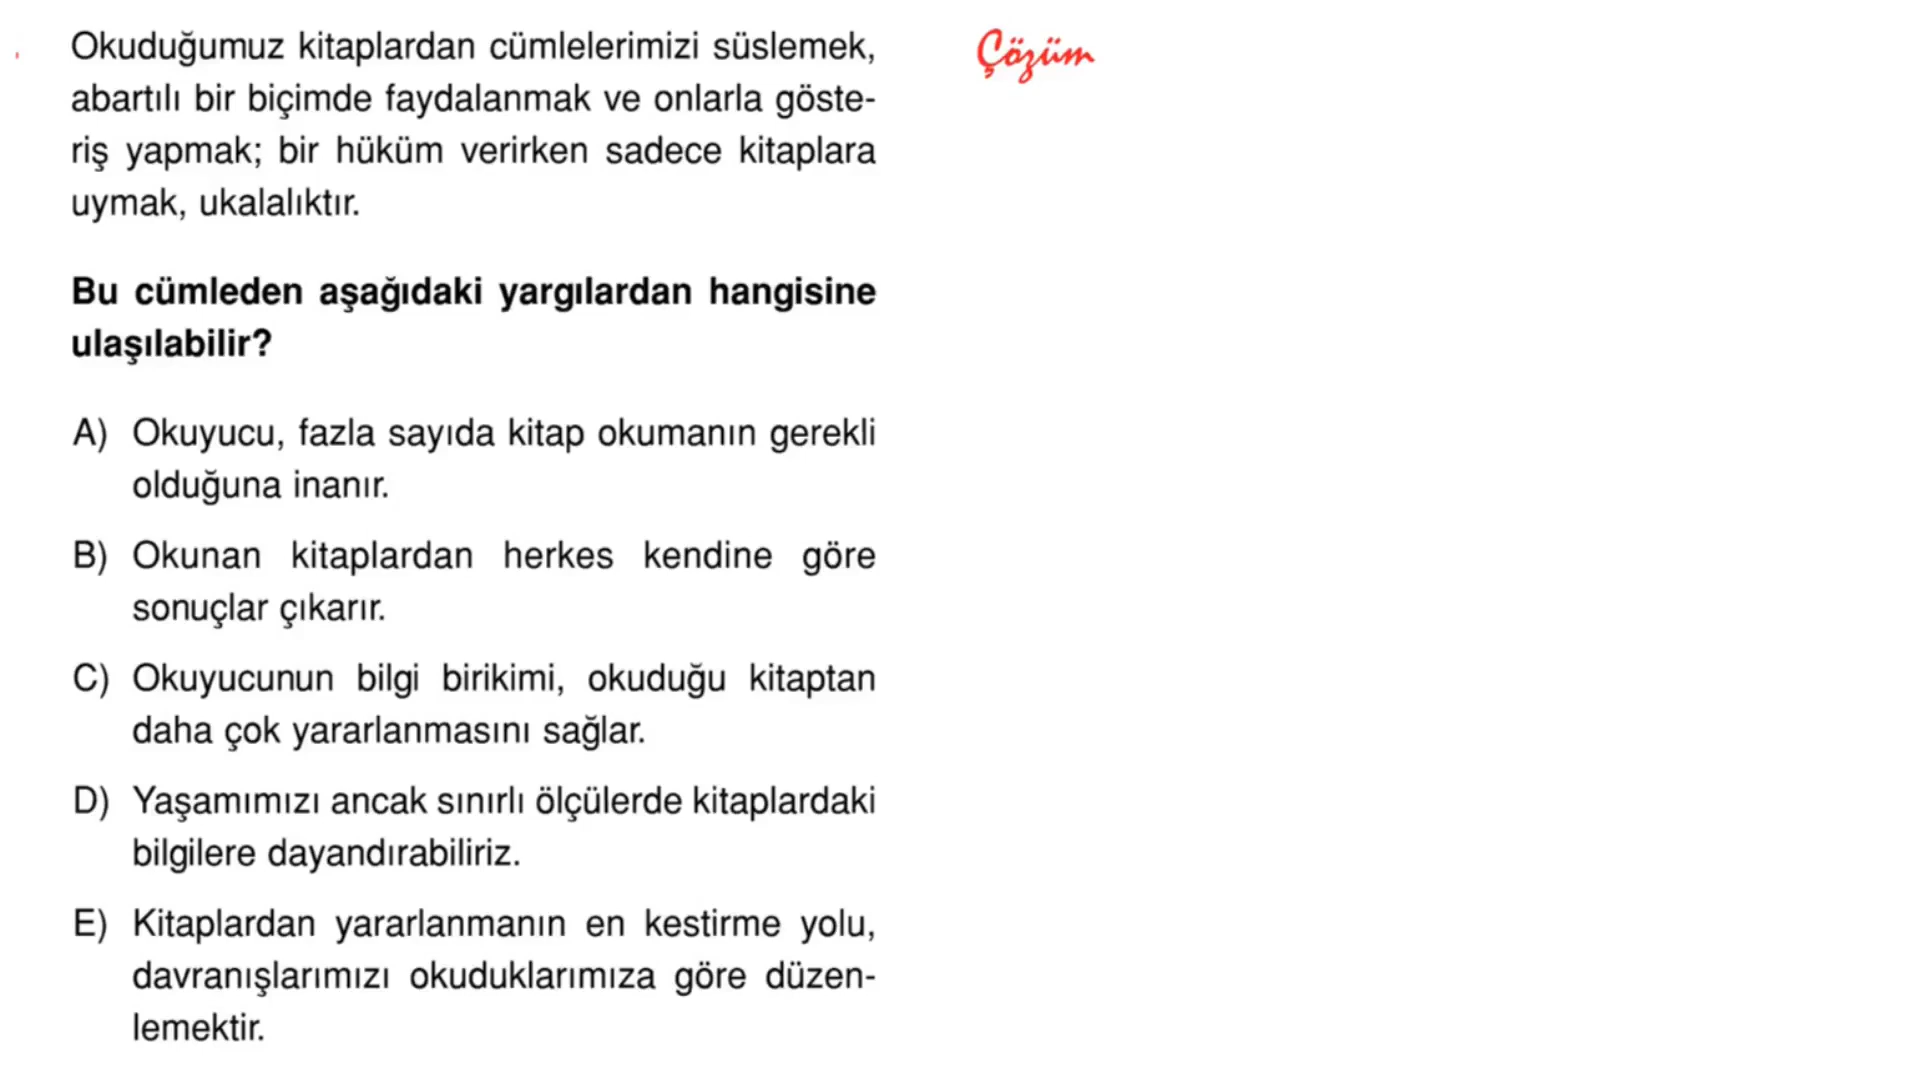 Okuduğumuz kitaplardan cümlelerimizi süslemek,
abartılı bir biçimde faydalanmak ve onlarla göste-
riş yapmak; bir hüküm verirken sadece kitaplara
uymak, ukalalıktır.
Bu cümleden aşağıdaki yargılardan hangisine
ulaşılabilir?
A) Okuyucu, fazla sayıda kitap okumanın gerekli
olduğuna inanır.
B) Okunan kitaplardan herkes kendine göre
sonuçlar çıkarır.
C) Okuyucunun bilgi birikimi, okuduğu kitaptan
daha çok yararlanmasını sağlar.
D) Yaşamımızı ancak sınırlı ölçülerde kitaplardaki
bilgilere dayandırabiliriz.
E) Kitaplardan yararlanmanın en kestirme yolu,
davranışlarımızı okuduklarımıza göre düzen-
lemektir.
Çözüm